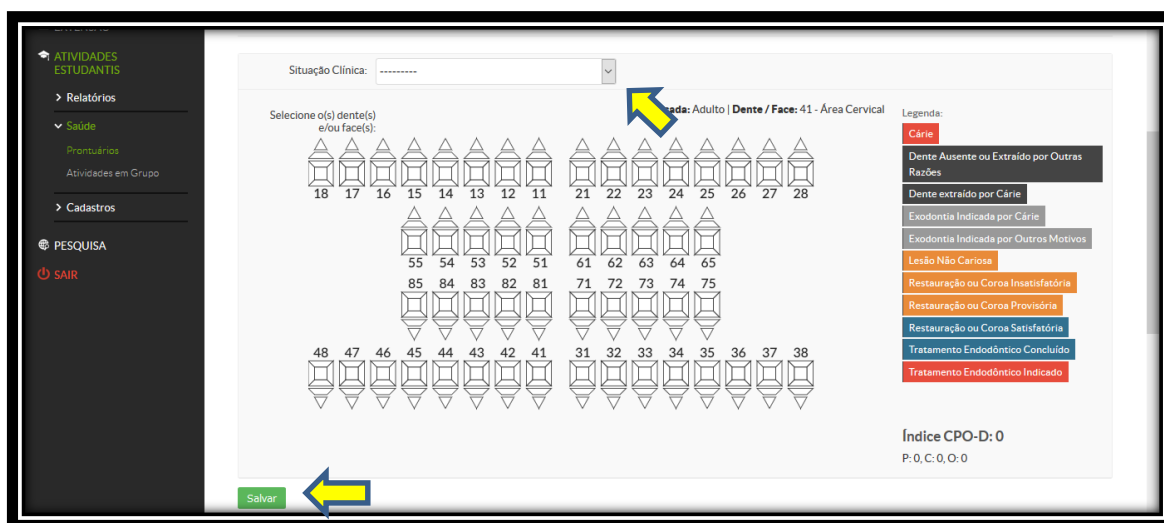 ATIVIDADES
ESTUDANTIS
Relatórios
Saúde
Prontuários
Atividades em Grupo
Cadastros
PESQUISA
SAIR
Situação Clínica: ---------
Adulto | Dente / Face: 41 - Área Cervical
Selecione o(s) dente(s)
e/ou face(s):
18 17 16 15 14 13 12 11 21 22 23 24 25 26 27 28
55 54 53 52 51 61 62 63 64 65
85 84 83 82 81 71 72 73 74 75
48 47 46 45 44 43 42 41 31 32 33 34 35 36 37 38
Legenda:
Cárie
Dente Ausente ou Extraído por Outras
Razões
Dente extraído por Cárie
Exodontia Indicada por Cárie
Exodontia Indicada por Outros Motivos
Lesão Não Cariosa
Restauração ou Coroa Insatisfatória
Restauração ou Coroa Provisória
Restauração ou Coroa Satisfatória
Tratamento Endodôntico Concluído
Tratamento Endodôntico Indicado
Índice CPO-D: 0
P: 0, C: 0, O: 0
Salvar